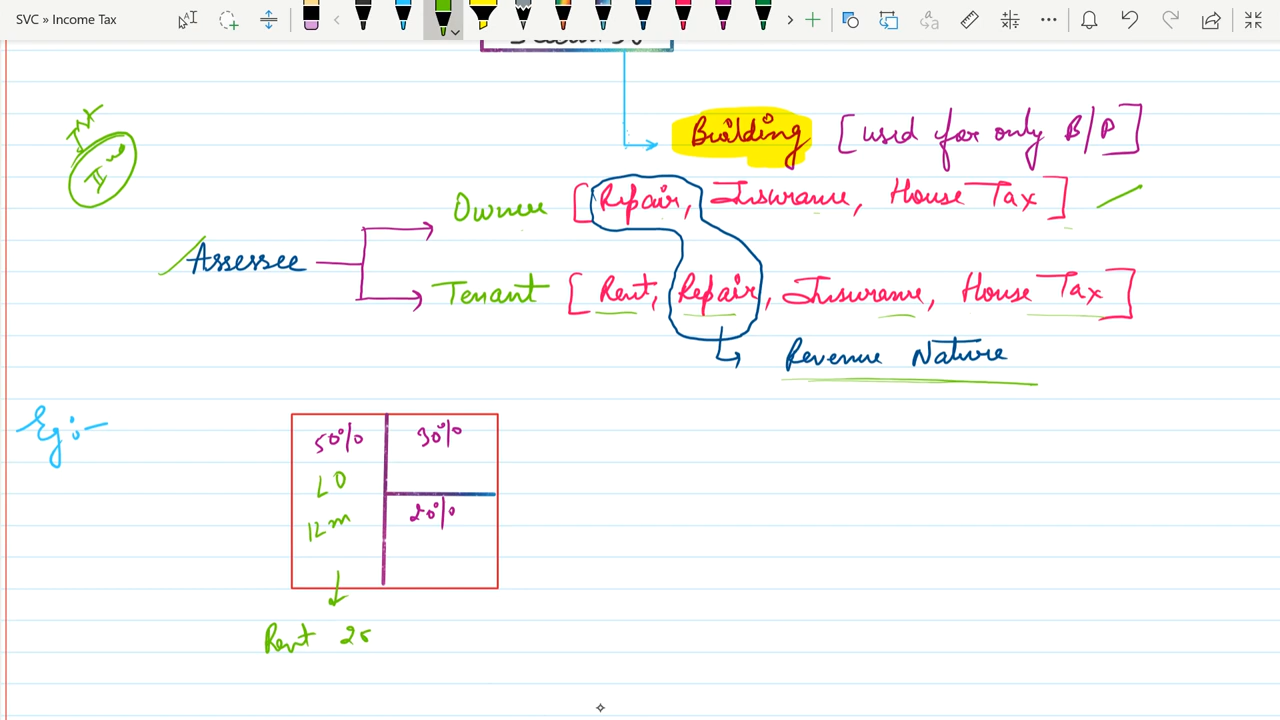 SVC » Income Tax
Building [used for only B/P]
Owner [Repair, Insurance, House Tax]
Assessee
Tenant [Rent, Repair, Insurance, House Tax]
Revenue Nature
Eg:-
50% 30%
LO
20%
12m
Rent